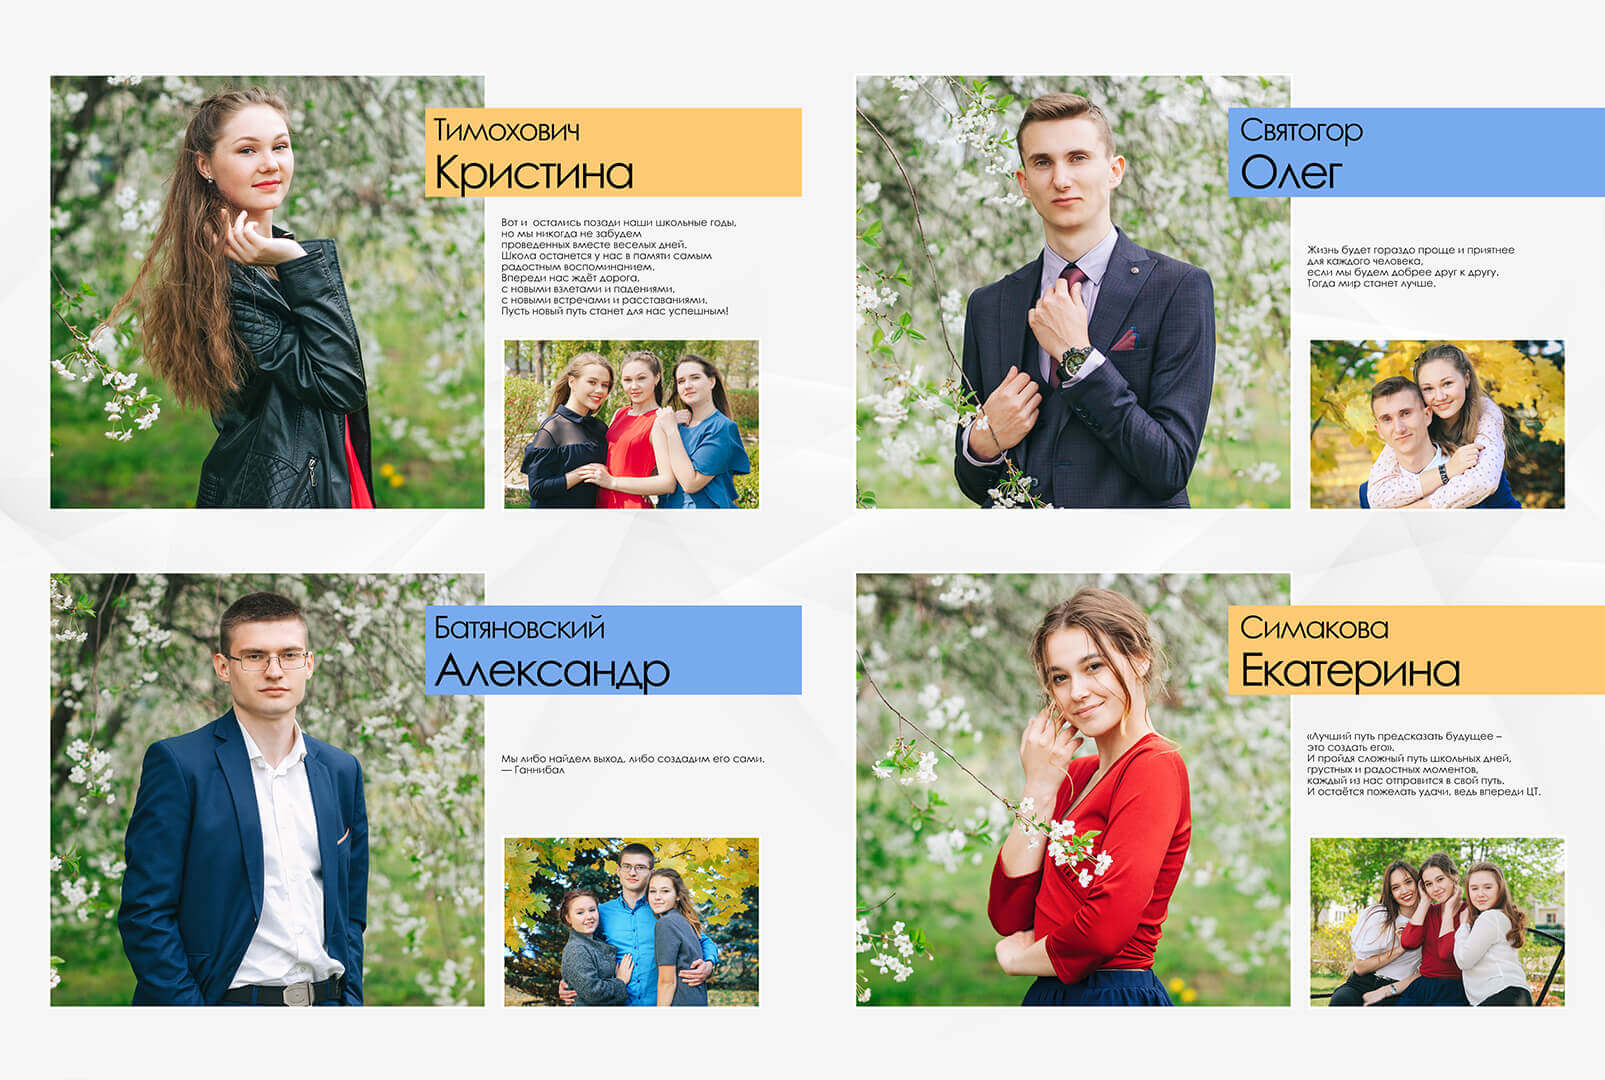 Тимохович
Кристина
Вот и остались позади наши школьные годы,
но мы никогда не забудем
проведенных вместе веселых дней.
Школа останется у нас в памяти самым
радостным воспоминанием.
Впереди нас ждёт дорога,
с новыми взлетами и падениями,
с новыми встречами и расставаниями.
Пусть новый путь станет для нас успешным!
Святогор
Олег
Жизнь будет гораздо проще и приятнее
для каждого человека,
если мы будем добрее друг к другу.
Тогда мир станет лучше.
Батяновский
Александр
Мы либо найдем выход, либо создадим его сами.
— Ганнибал
Симакова
Екатерина
«Лучший путь предсказать будущее –
это создать его».
И пройдя сложный путь школьных дней,
грустных и радостных моментов,
каждый из нас отправится в свой путь.
И остаётся пожелать удачи, ведь впереди ЦТ.